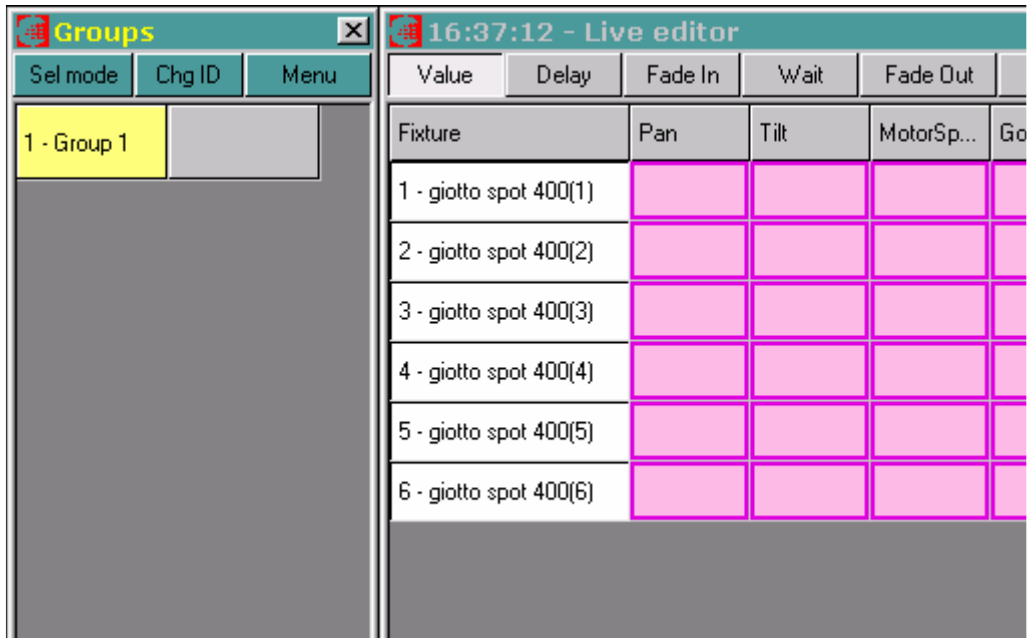 Groups
Sel mode Chg ID Menu
1 - Group 1
16:37:12 - Live editor
Value Delay Fade In Wait Fade Out
Fixture Pan Tilt MotorSp... Go
1 - giotto spot 400(1)
2 - giotto spot 400(2)
3 - giotto spot 400(3)
4 - giotto spot 400(4)
5 - giotto spot 400(5)
6 - giotto spot 400(6)